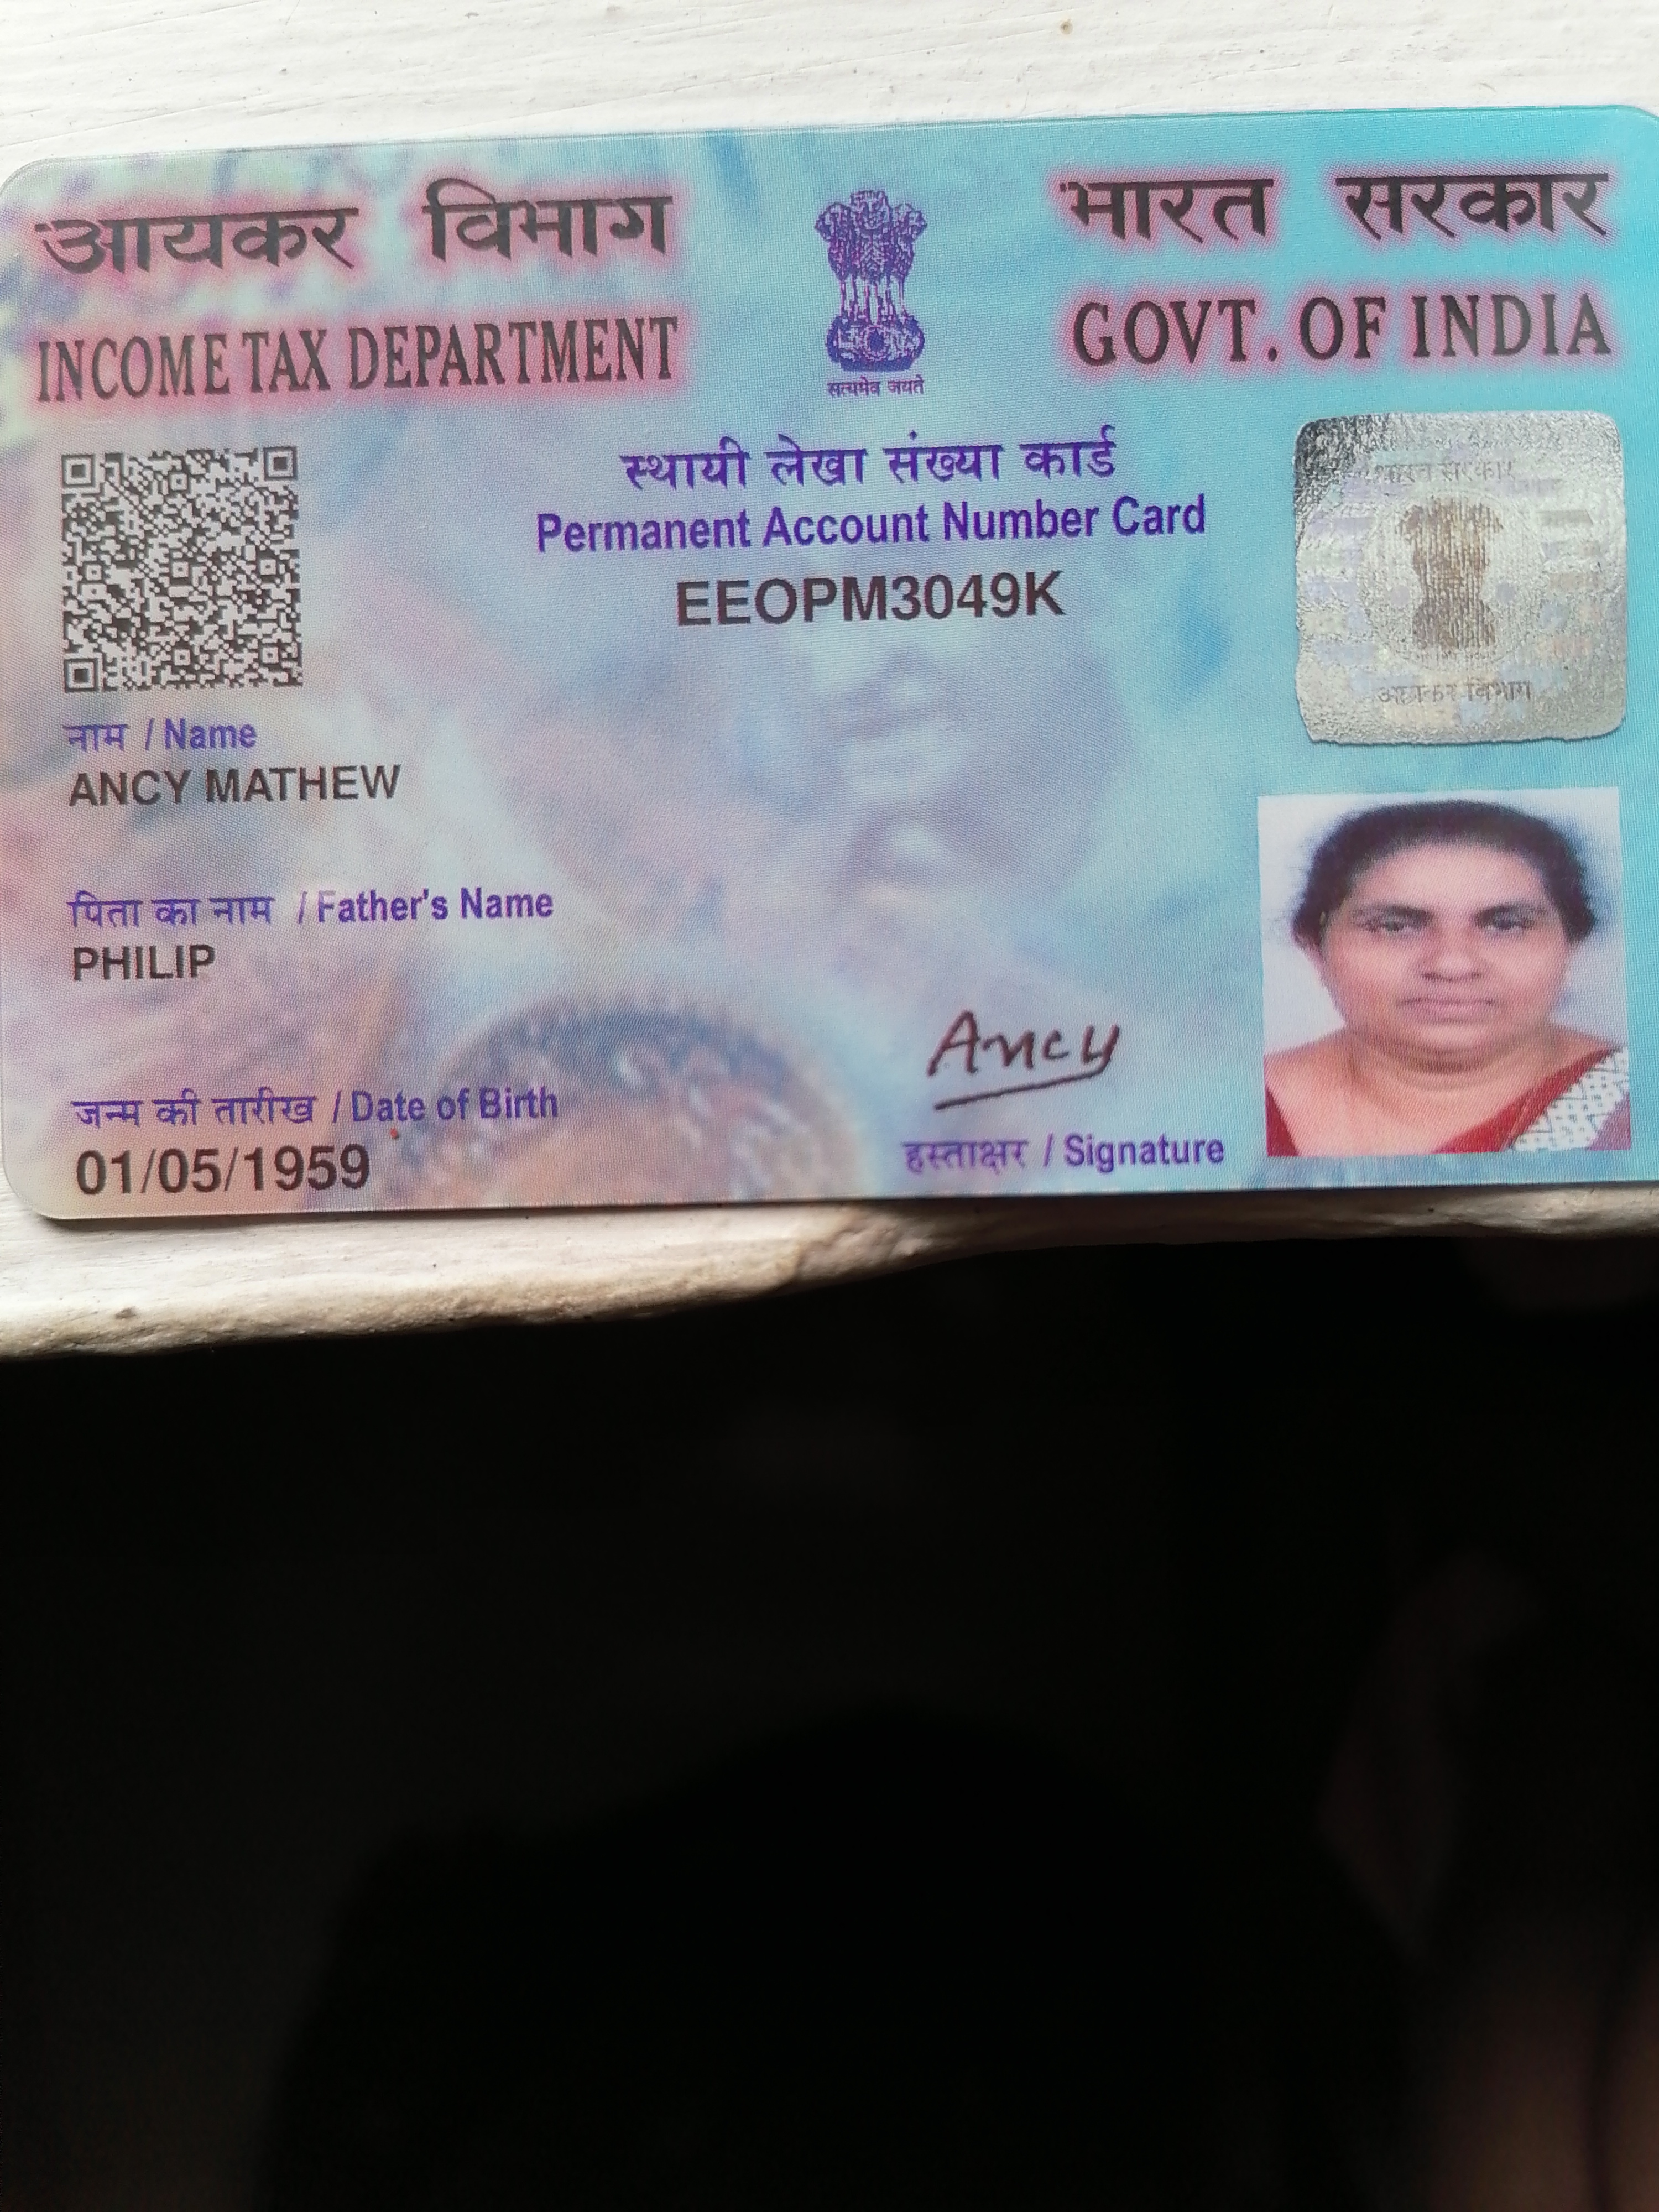 आयकर विभाग
INCOME TAX DEPARTMENT
सत्यमेव जयते
भारत सरकार
GOVT. OF INDIA
स्थायी लेखा संख्या कार्ड
Permanent Account Number Card
EEOPM3049K
भारत सरकार
आयकर विभाग
नाम / Name
ANCY MATHEW
पिता का नाम / Father's Name
PHILIP
जन्म की तारीख / Date of Birth
01/05/1959
Ancy
हस्ताक्षर / Signature